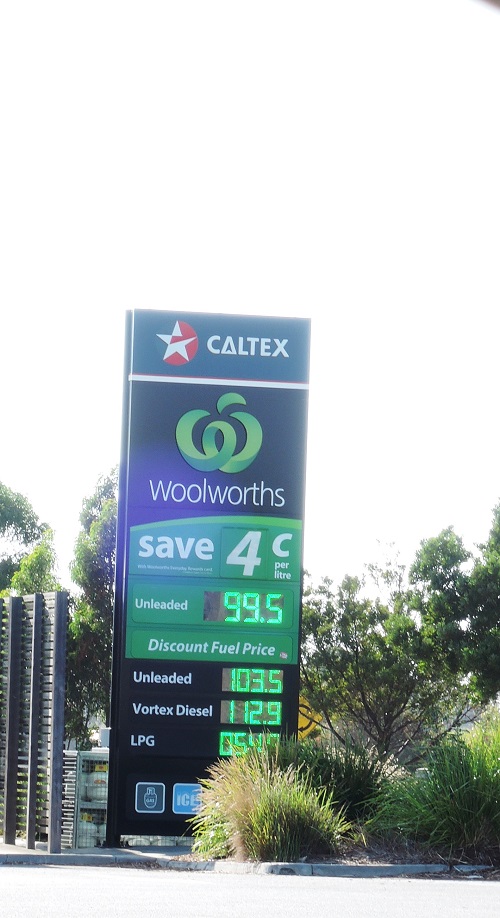 CALTEX
Woolworths
save 4c
per
litre
Unleaded 99.5
Discount Fuel Price
Unleaded 103.5
Vortex Diesel 112.9
LPG
GAS ICE